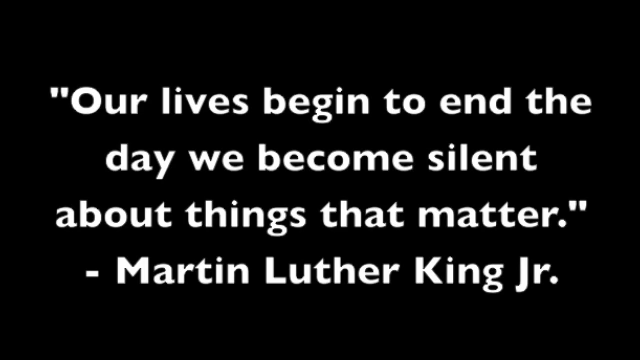 "Our lives begin to end the
day we become silent
about things that matter."
- Martin Luther King Jr.